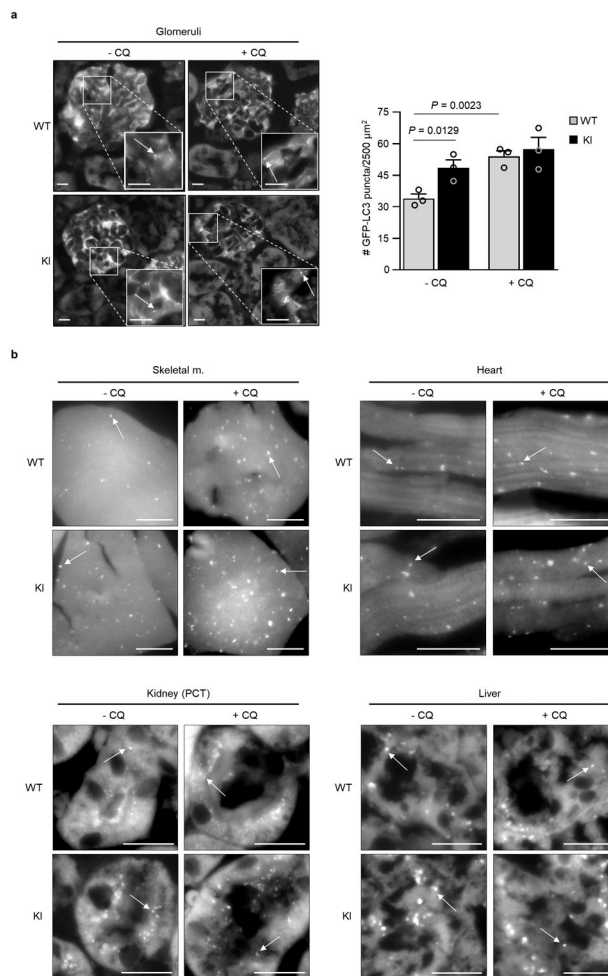 a
Glomeruli
- CQ
+ CQ
WT
KI
# GFP-LC3 puncta/2500 µm²
75
60
45
30
15
0
P = 0.0023
P = 0.0129
WT
KI
- CQ
+ CQ
b
Skeletal m.
- CQ
+ CQ
WT
KI
Heart
- CQ
+ CQ
WT
KI
Kidney (PCT)
- CQ
+ CQ
WT
KI
Liver
- CQ
+ CQ
WT
KI